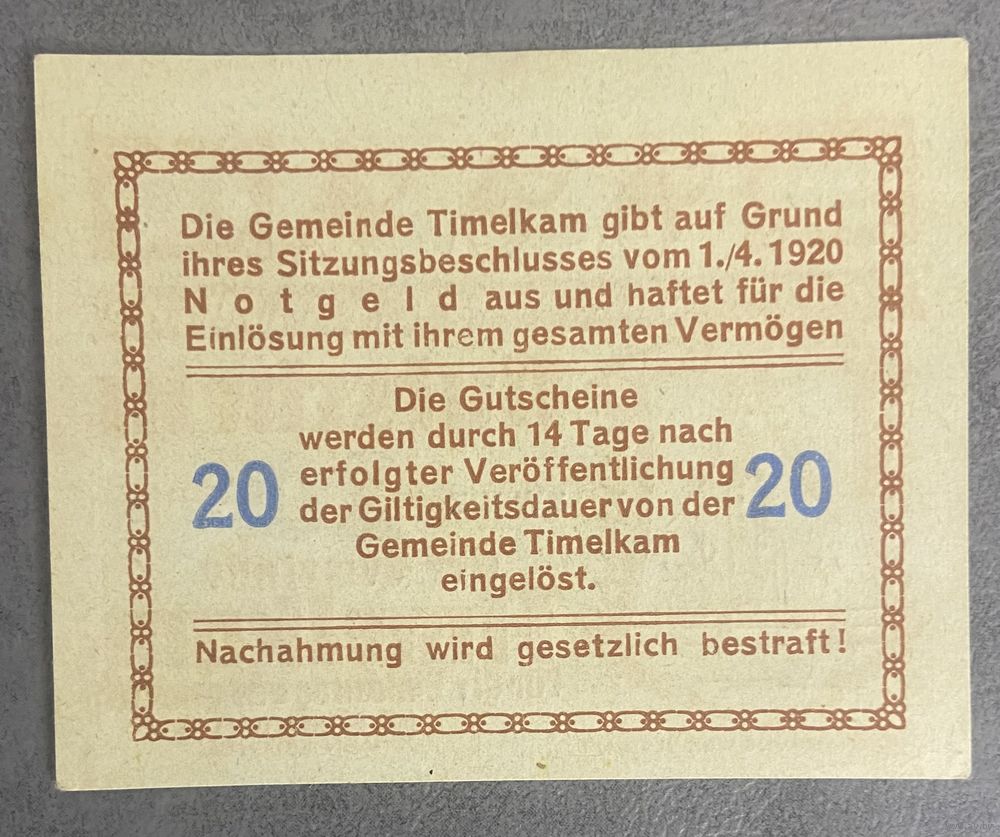 Die Gemeinde Timelkam gibt auf Grund
ihres Sitzungsbeschlusses vom 1./4. 1920
N o t g e l d aus und haftet für die
Einlösung mit ihrem gesamten Vermögen
Die Gutscheine
werden durch 14 Tage nach
20 erfolgter Veröffentlichung 20
der Giltigkeitsdauer von der
Gemeinde Timelkam
eingelöst.
Nachahmung wird gesetzlich bestraft!